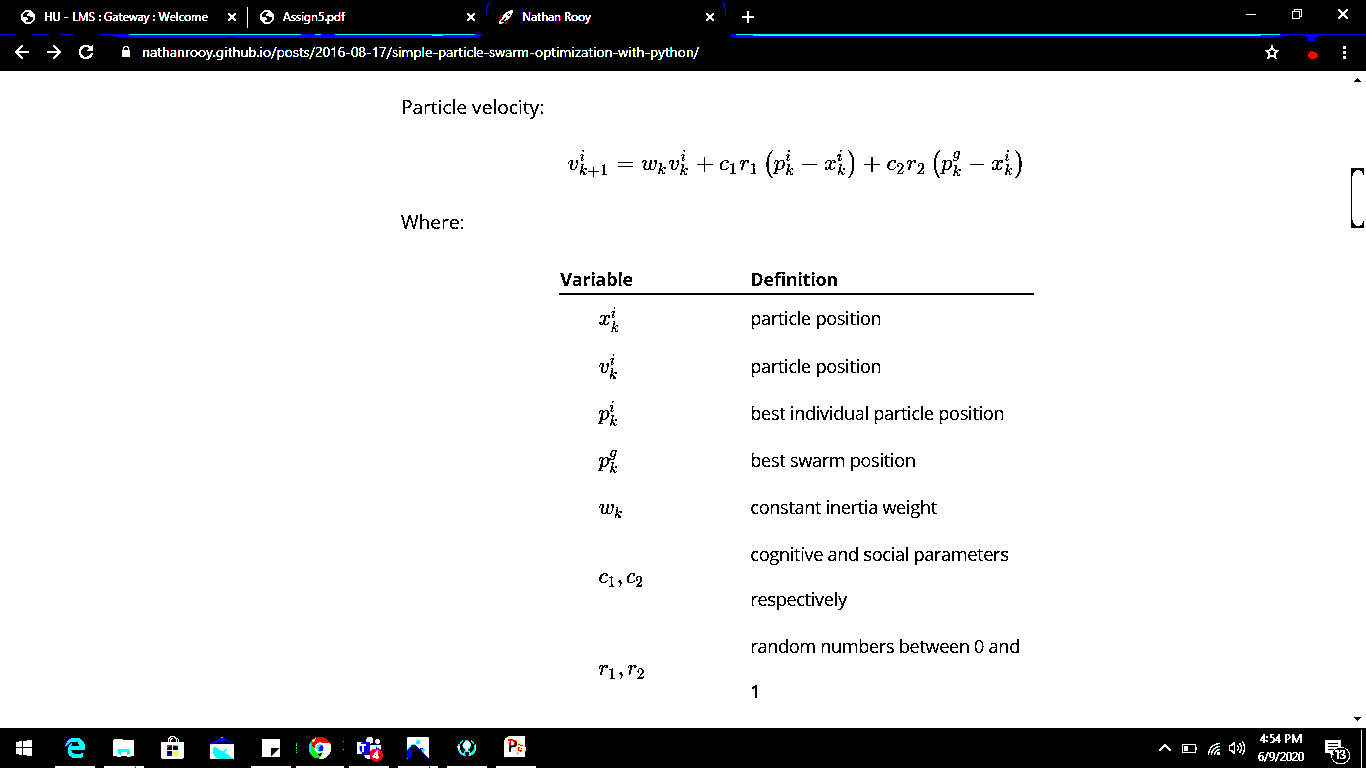 HU - LMS : Gateway : Welcome
Assign5.pdf
Nathan Rooy
nathanrooy.github.io/posts/2016-08-17/simple-particle-swarm-optimization-with-python/
Particle velocity:
v^i_{k+1} = w_k v^i_k + c_1 r_1 (p^i_k − x^i_k) + c_2 r_2 (p^g_k − x^i_k)
Where:
Variable Definition
x^i_k particle position
v^i_k particle position
p^i_k best individual particle position
p^g_k best swarm position
w_k constant inertia weight
c_1, c_2 cognitive and social parameters
respectively
r_1, r_2 random numbers between 0 and
1
4
4:54 PM
6/9/2020
13